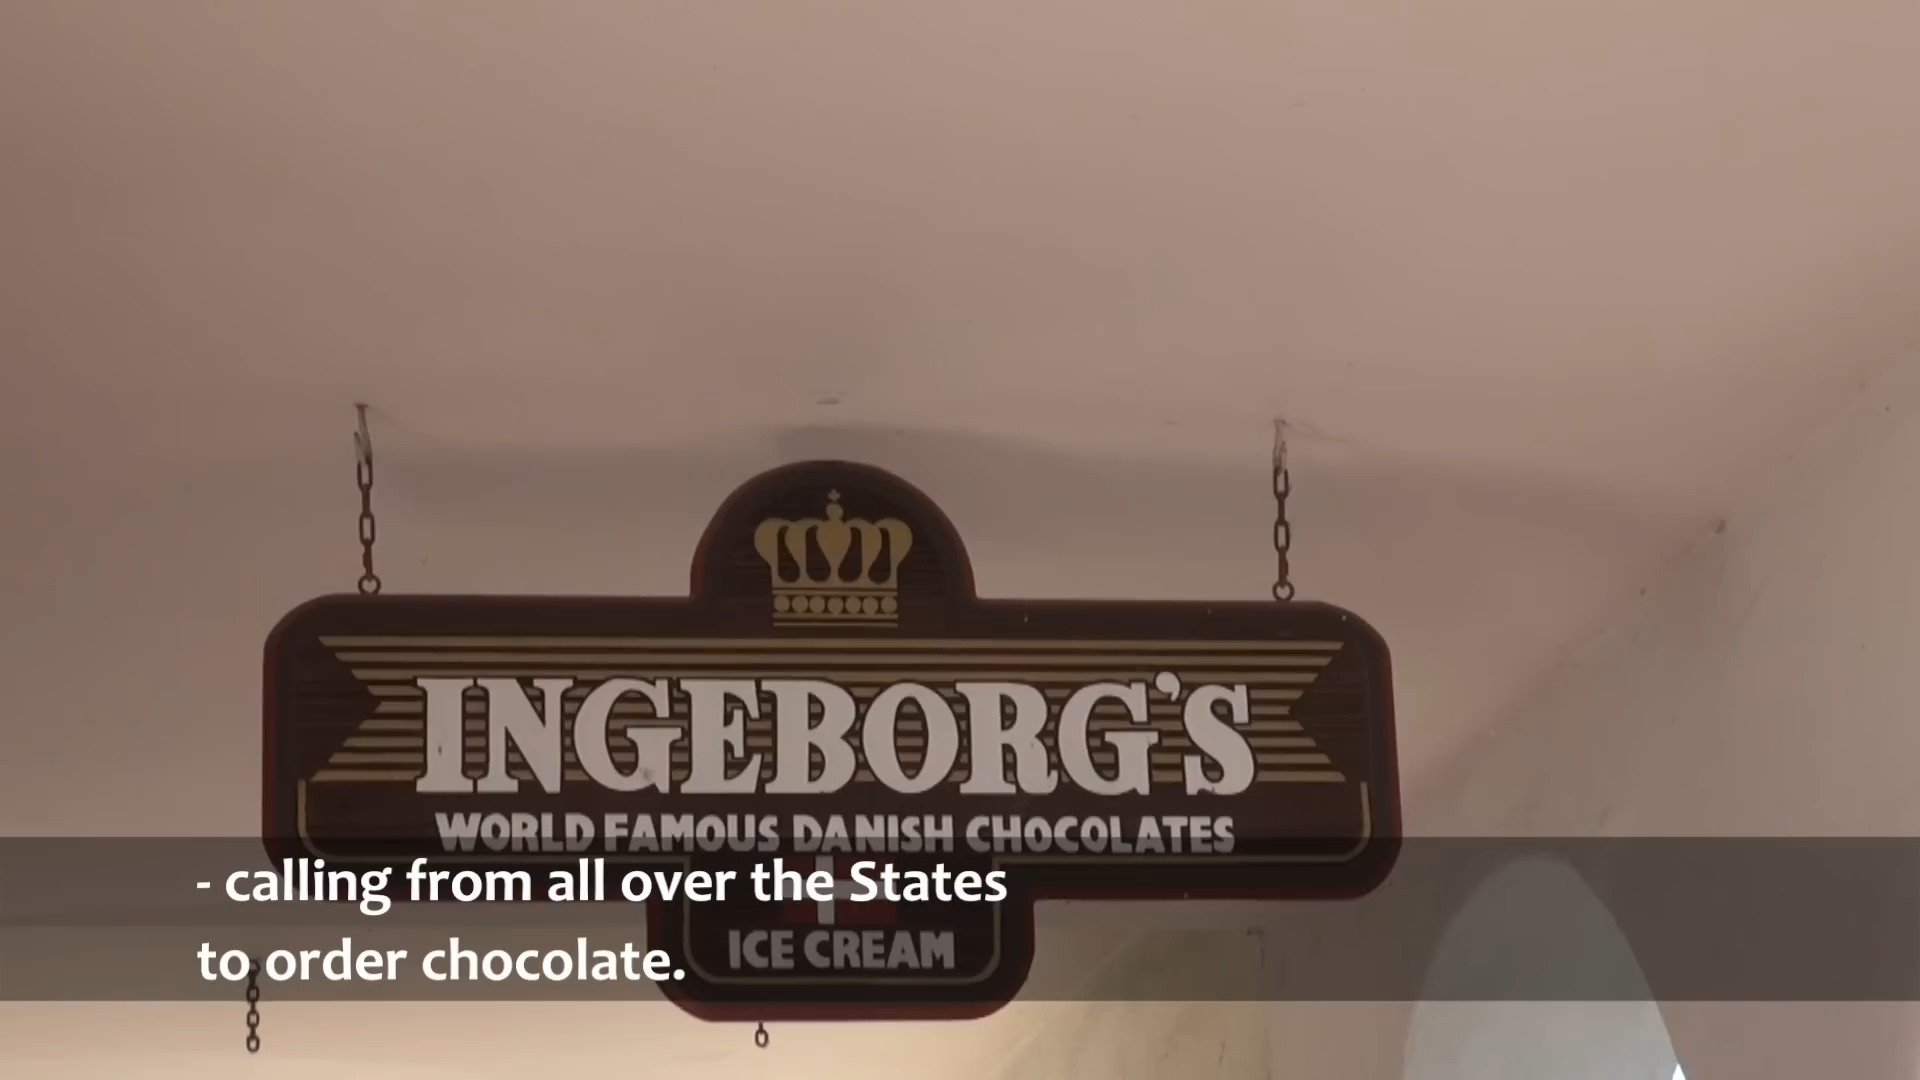 INGEBORG'S
WORLD FAMOUS DANISH CHOCOLATES
- calling from all over the States
ICE CREAM
to order chocolate.